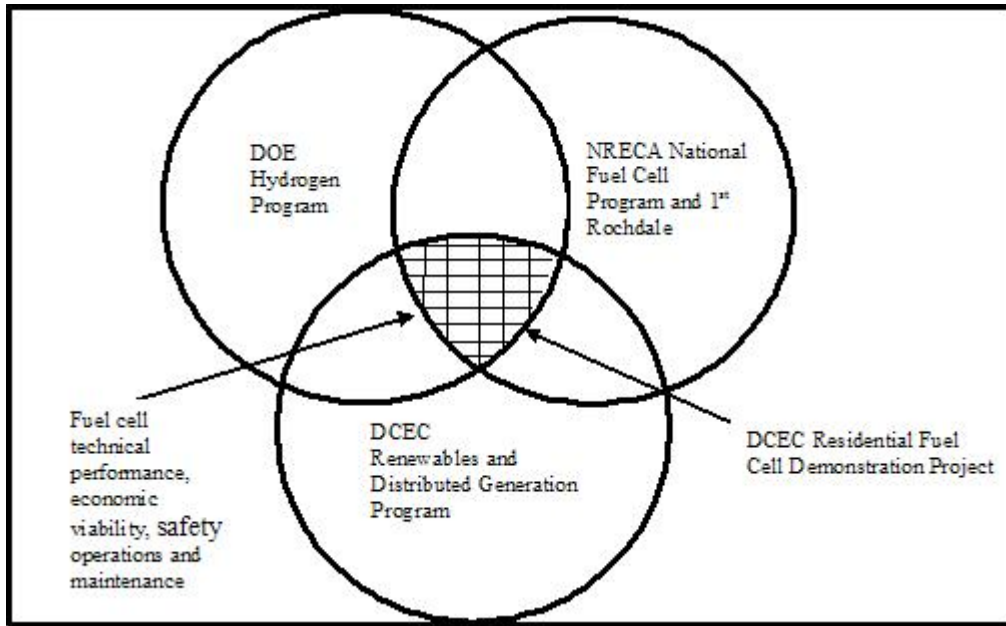 DOE
Hydrogen
Program
NRECA National
Fuel Cell
Program and 1st
Rochdale
Fuel cell
technical
performance,
economic
viability, safety
operations and
maintenance
DCEC
Renewables and
Distributed Generation
Program
DCEC Residential Fuel
Cell Demonstration Project